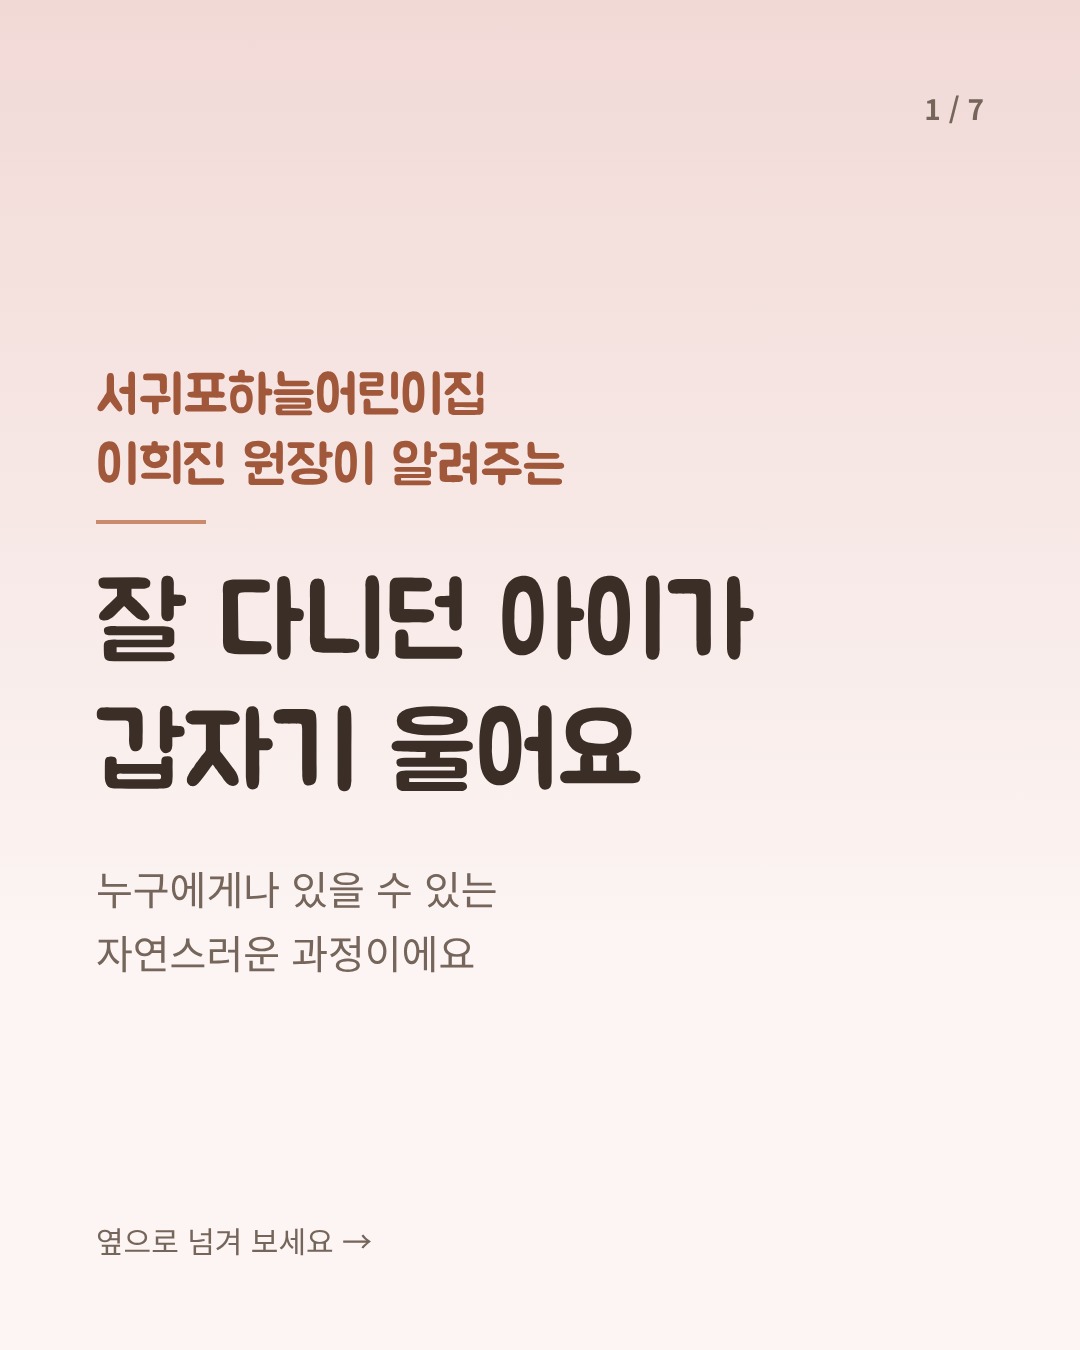 1 / 7
서귀포하늘어린이집
이희진 원장이 알려주는
잘 다니던 아이가
갑자기 울어요
누구에게나 있을 수 있는
자연스러운 과정이에요
옆으로 넘겨 보세요 →